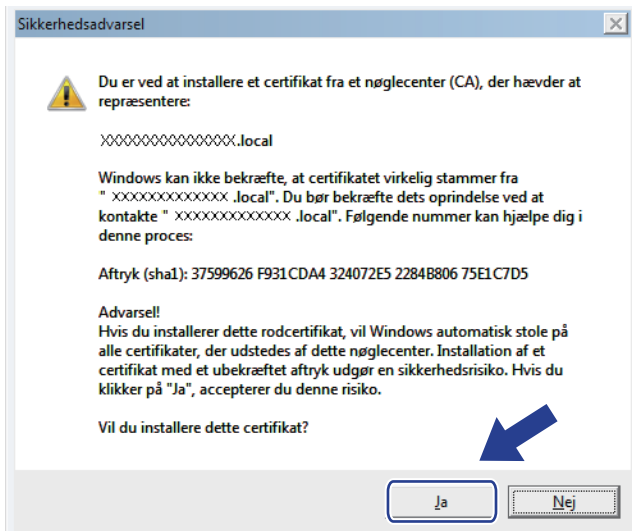 Sikkerhedsadvarsel
Du er ved at installere et certifikat fra et nøglecenter (CA), der hævder at
repræsentere:
XXXXXXXXXXXXXXX.local
Windows kan ikke bekræfte, at certifikatet virkelig stammer fra
" XXXXXXXXXXXXX .local". Du bør bekræfte dets oprindelse ved at
kontakte " XXXXXXXXXXXXX .local". Følgende nummer kan hjælpe dig i
denne proces:
Aftryk (sha1): 37599626 F931CDA4 324072E5 2284B806 75E1C7D5
Advarsel!
Hvis du installerer dette rodcertifikat, vil Windows automatisk stole på
alle certifikater, der udstedes af dette nøglecenter. Installation af et
certifikat med et ubekræftet aftryk udgør en sikkerhedsrisiko. Hvis du
klikker på "Ja", accepterer du denne risiko.
Vil du installere dette certifikat?
Ja Nej